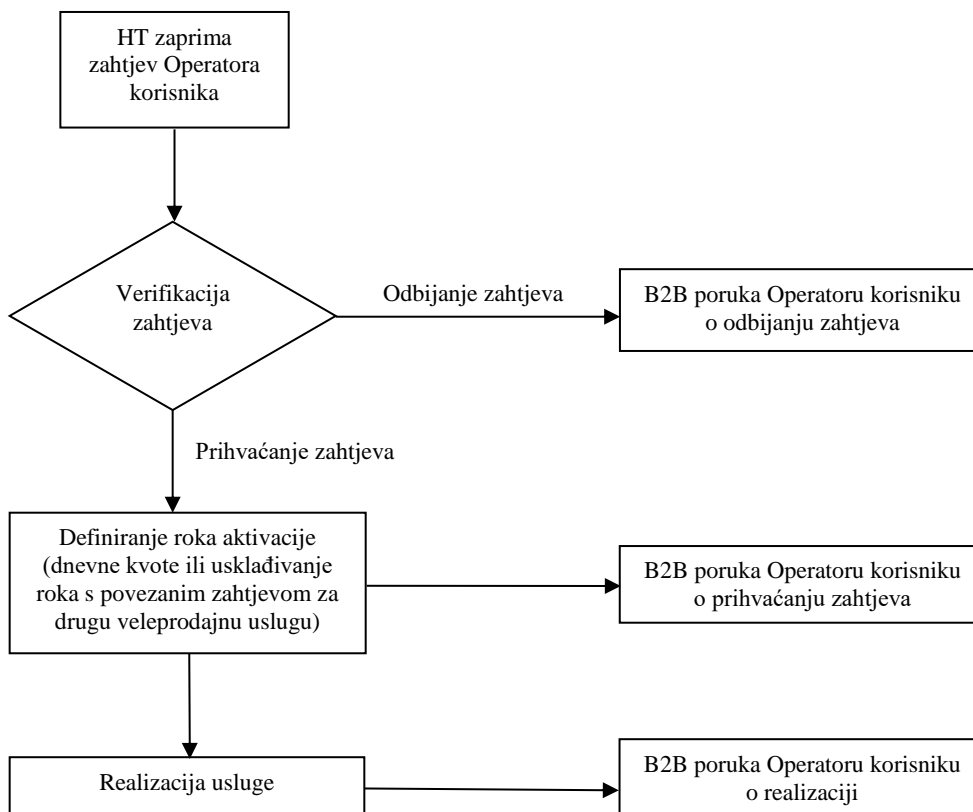 HT zaprima
zahtjev Operatora
korisnika
Verifikacija
zahtjeva
Odbijanje zahtjeva
B2B poruka Operatoru korisniku
o odbijanju zahtjeva
Prihvaćanje zahtjeva
Definiranje roka aktivacije
(dnevne kvote ili usklađivanje
roka s povezanim zahtjevom za
drugu veleprodajnu uslugu)
B2B poruka Operatoru korisniku
o prihvaćanju zahtjeva
Realizacija usluge
B2B poruka Operatoru korisniku
o realizaciji